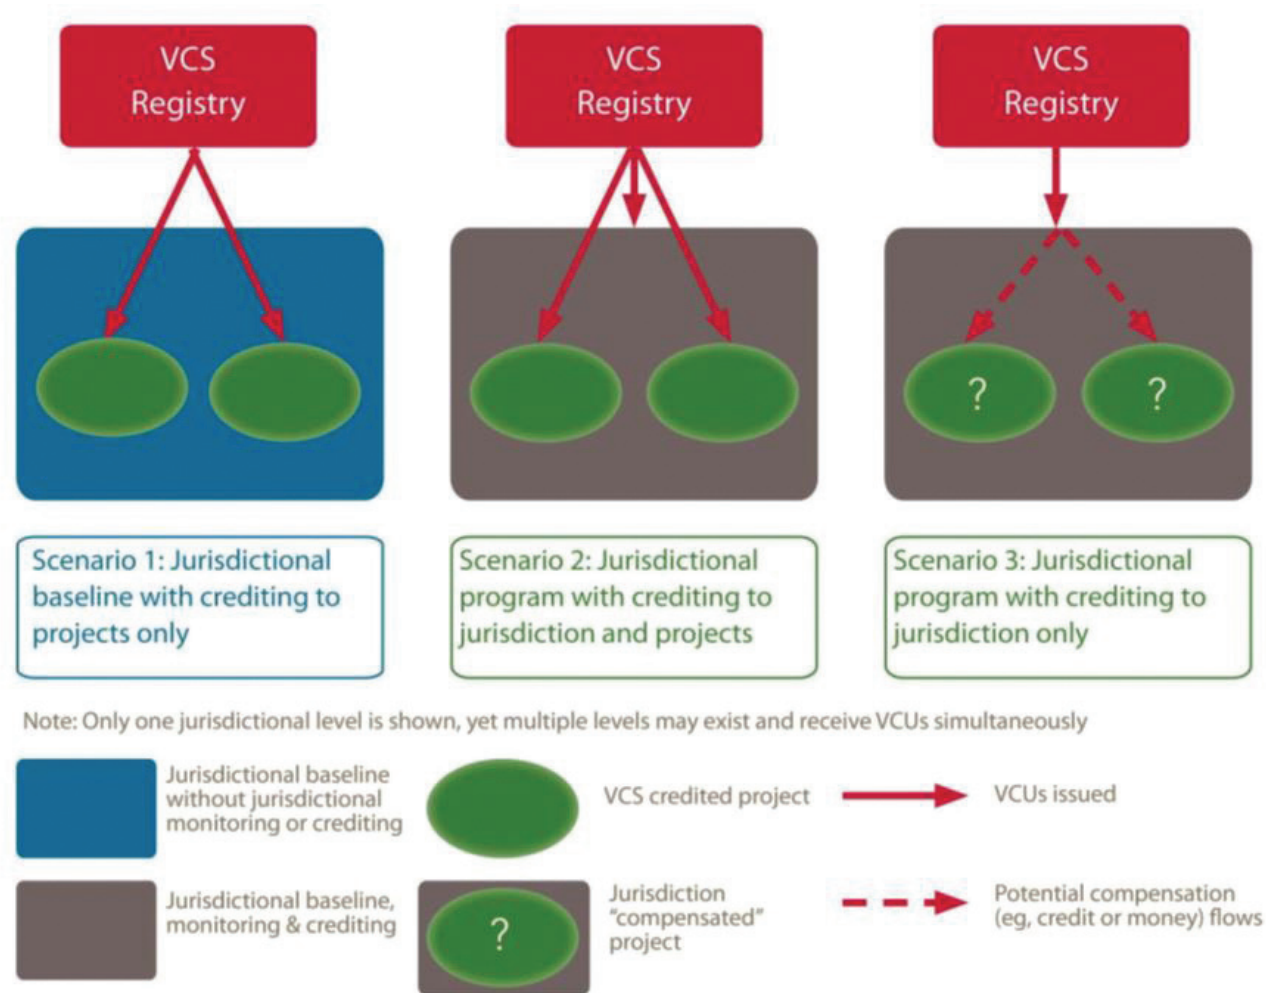 VCS
Registry
VCS
Registry
VCS
Registry
?
?
Scenario 1: Jurisdictional
baseline with crediting to
projects only
Scenario 2: Jurisdictional
program with crediting to
jurisdiction and projects
Scenario 3: Jurisdictional
program with crediting to
jurisdiction only
Note: Only one jurisdictional level is shown, yet multiple levels may exist and receive VCUs simultaneously
Jurisdictional baseline
without jurisdictional
monitoring or crediting
VCS credited project
VCUs issued
Jurisdictional baseline,
monitoring & crediting
?
Jurisdiction
“compensated”
project
Potential compensation
(eg, credit or money) flows